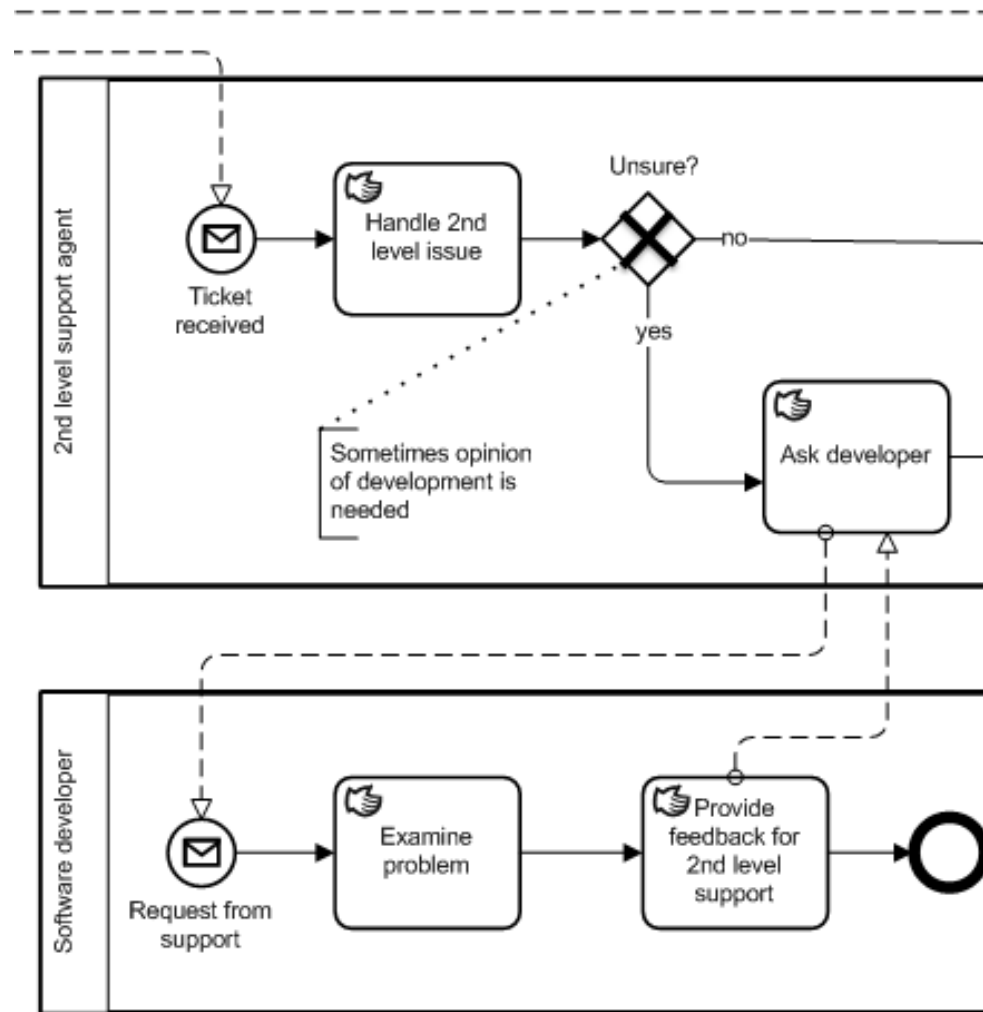 2nd level support agent
Ticket
received
Handle 2nd
level issue
Unsure?
no
yes
Sometimes opinion
of development is
needed
Ask developer
Software developer
Request from
support
Examine
problem
Provide
feedback for
2nd level
support